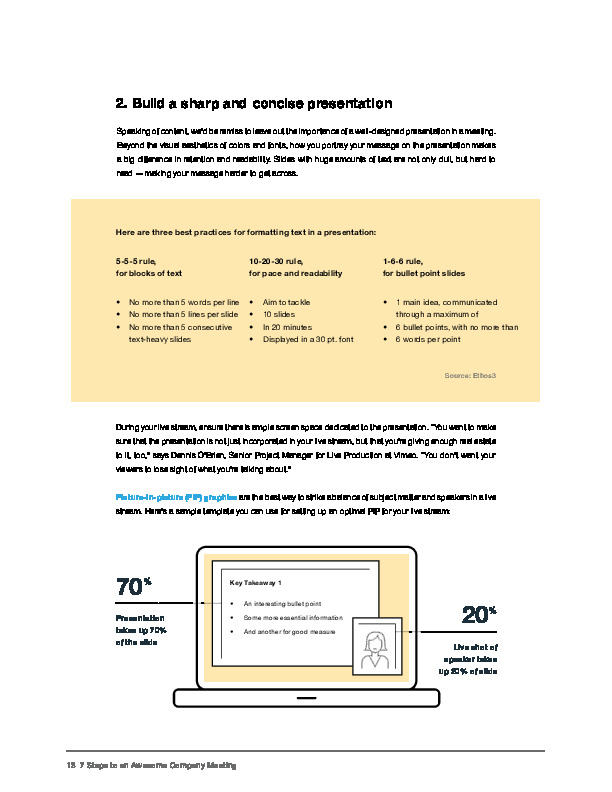 2. Build a sharp and concise presentation
Speaking of content, we'd be remiss to leave out the importance of a well-designed presentation in a meeting.
Beyond the visual aesthetics of colors and fonts, how you portray your message on the presentation makes
a big difference in retention and readability. Slides with huge amounts of text are not only dull, but hard to
read — making your message harder to get across.
Here are three best practices for formatting text in a presentation:
5-5-5 rule,
for blocks of text
• No more than 5 words per line
• No more than 5 lines per slide
• No more than 5 consecutive
text-heavy slides
10-20-30 rule,
for pace and readability
• Aim to tackle
• 10 slides
• In 20 minutes
• Displayed in a 30 pt. font
1-6-6 rule,
for bullet point slides
• 1 main idea, communicated
through a maximum of
• 6 bullet points, with no more than
• 6 words per point
Source: Ethos3
During your live stream, ensure there is ample screen space dedicated to the presentation. "You want to make
sure that the presentation is not just incorporated in your live stream, but that you're giving enough real estate
to it, too," says Dennis O'Brien, Senior Project Manager for Live Production at Vimeo. "You don't want your
viewers to lose sight of what you're talking about."
Picture-in-picture (PiP) graphics are the best way to strike a balance of subject matter and speakers in a live
stream. Here's a sample template you can use for setting up an optimal PiP for your live stream:
70%
Presentation
takes up 70%
of the slide
Key Takeaway 1
• An interesting bullet point
• Some more essential information
• And another for good measure
20%
Live shot of
speaker takes
up 20% of slide
13 7 Steps to an Awesome Company Meeting